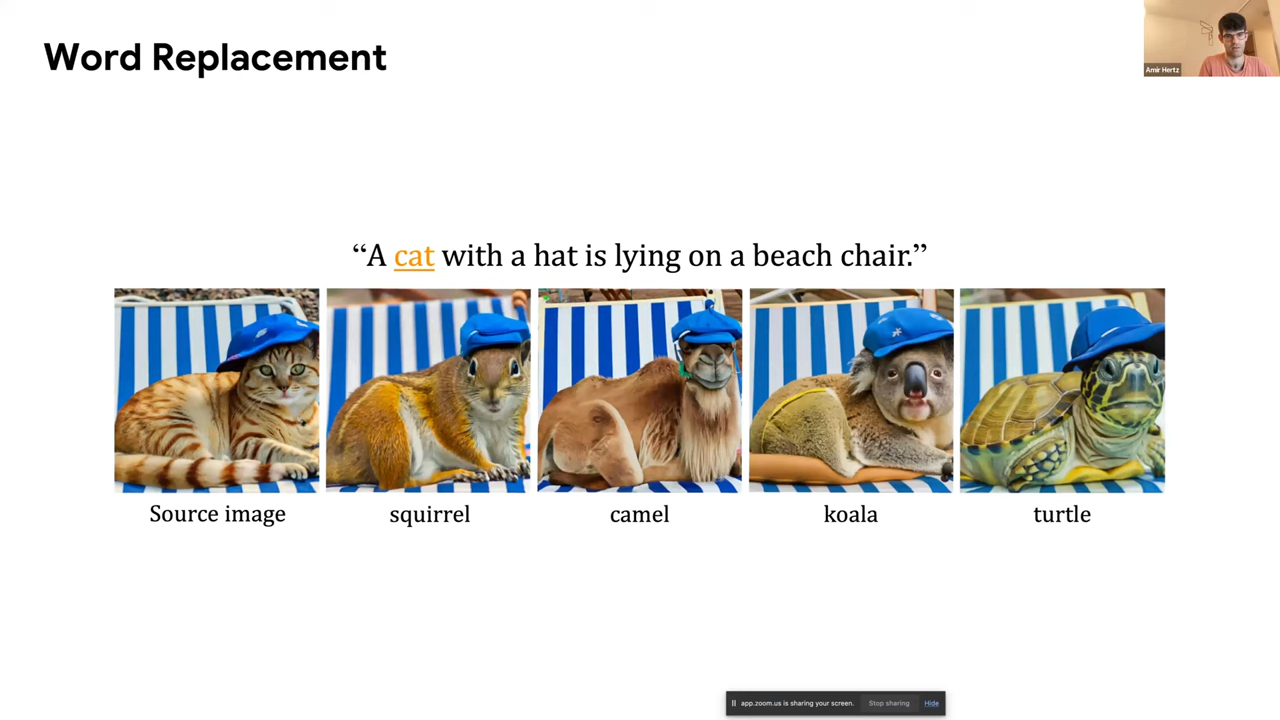 Word Replacement
Amir Hertz
“A cat with a hat is lying on a beach chair.”
Source image
squirrel
camel
koala
turtle
app.zoom.us is sharing your screen.
Stop sharing
Hide